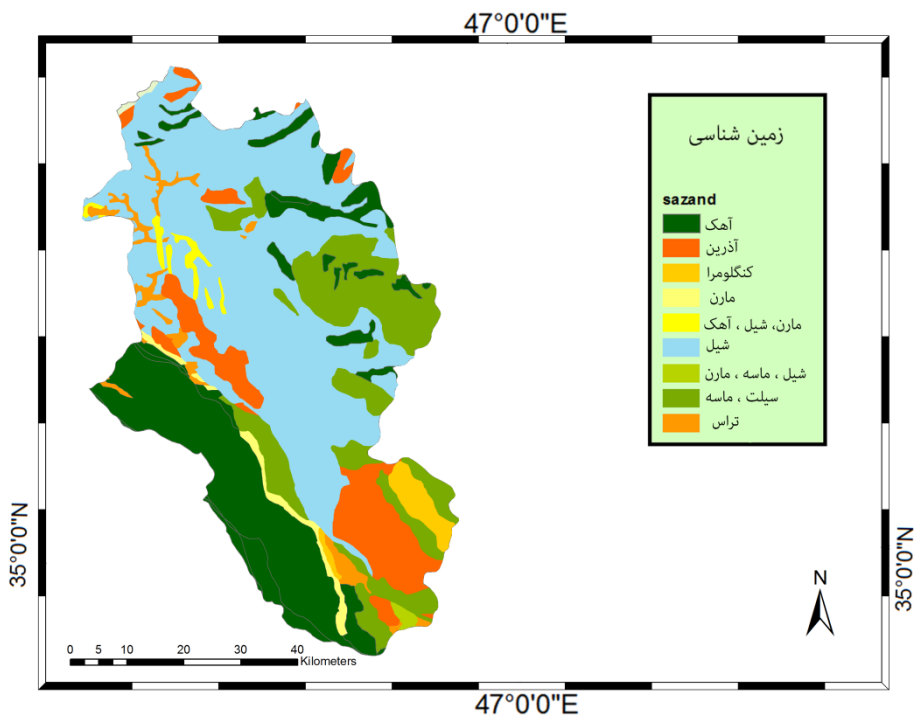 47°0'0"E
زمین شناسی
sazand
آهک
آذرین
کنگلومرا
مارن
مارن، شیل ، آهک
شیل
شیل ، ماسه ، مارن
سیلت ، ماسه
تراس
35°0'0"N
35°0'0"N
N
0 5 10 20 30 40
Kilometers
47°0'0"E